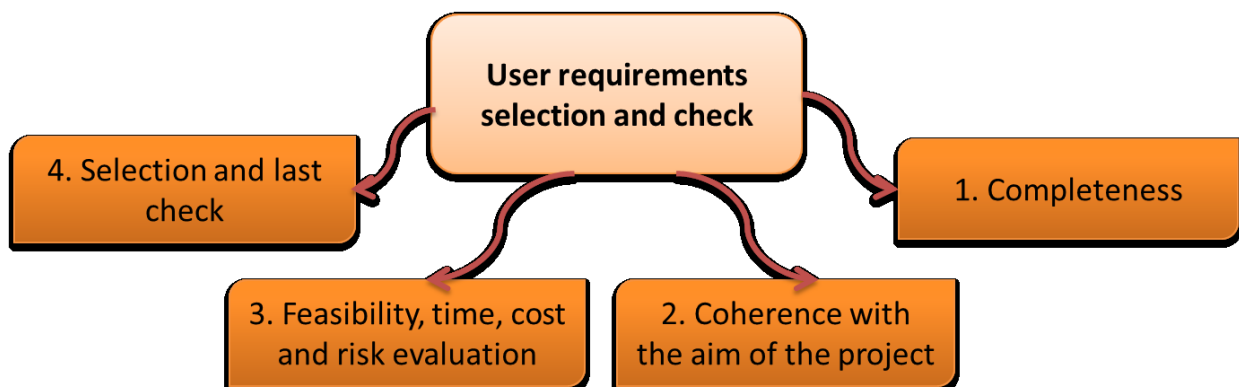 User requirements
selection and check
1. Completeness
2. Coherence with
the aim of the project
3. Feasibility, time, cost
and risk evaluation
4. Selection and last
check